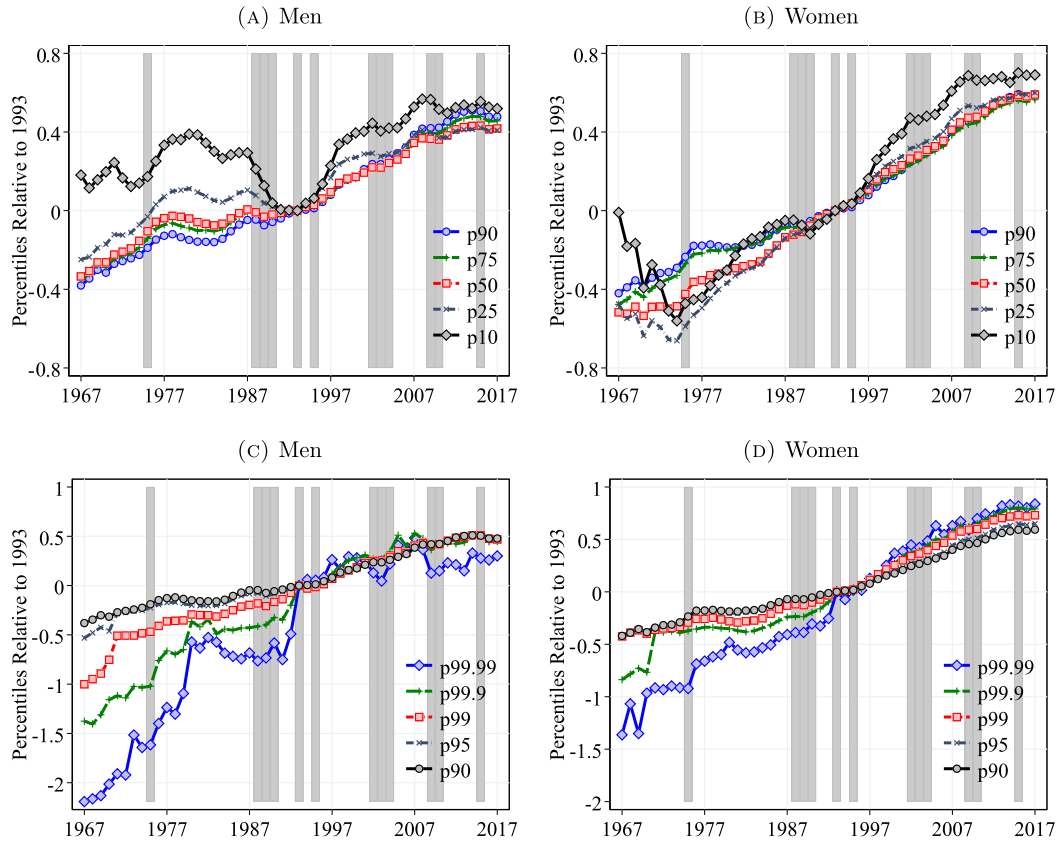 (A) Men
Percentiles Relative to 1993
0.8
0.4
0
-0.4
-0.8
p90
p75
p50
p25
p10
1967 1977 1987 1997 2007 2017
(B) Women
Percentiles Relative to 1993
0.8
0.4
0
-0.4
-0.8
p90
p75
p50
p25
p10
1967 1977 1987 1997 2007 2017
(C) Men
Percentiles Relative to 1993
1
0.5
0
-0.5
-1
-1.5
-2
p99.99
p99.9
p99
p95
p90
1967 1977 1987 1997 2007 2017
(D) Women
Percentiles Relative to 1993
1
0.5
0
-0.5
-1
-1.5
-2
p99.99
p99.9
p99
p95
p90
1967 1977 1987 1997 2007 2017